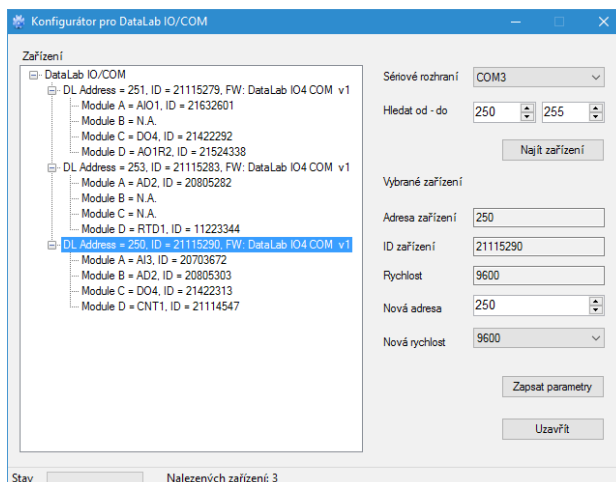 Konfigurátor pro DataLab IO/COM
Zařízení
DataLab IO/COM
DL Address = 251, ID = 21115279, FW: DataLab IO4 COM v1
Module A = AIO1, ID = 21632601
Module B = N.A.
Module C = DO4, ID = 21422292
Module D = AO1R2, ID = 21524338
DL Address = 253, ID = 21115283, FW: DataLab IO4 COM v1
Module A = AD2, ID = 20805282
Module B = N.A.
Module C = N.A.
Module D = RTD1, ID = 11223344
DL Address = 250, ID = 21115290, FW: DataLab IO4 COM v1
Module A = AI3, ID = 20703672
Module B = AD2, ID = 20805303
Module C = DO4, ID = 21422313
Module D = CNT1, ID = 21114547
Sériové rozhraní COM3
Hledat od - do 250 255
Najít zařízení
Vybrané zařízení
Adresa zařízení 250
ID zařízení 21115290
Rychlost 9600
Nová adresa 250
Nová rychlost 9600
Zapsat parametry
Uzavřít
Stav Nalezených zařízení: 3